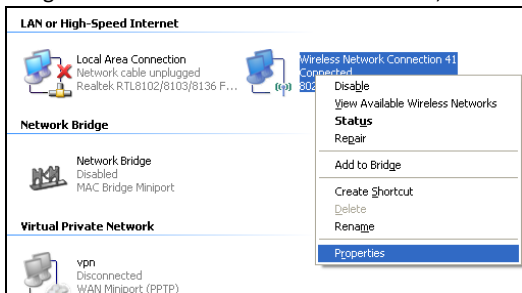 LAN or High-Speed Internet
Local Area Connection
Network cable unplugged
Realtek RTL8102/8103/8136 F...
Wireless Network Connection 41
Connected
802
Disable
View Available Wireless Networks
Status
Repair
Add to Bridge
Create Shortcut
Delete
Rename
Properties
Network Bridge
Network Bridge
Disabled
MAC Bridge Miniport
Virtual Private Network
vpn
Disconnected
WAN Miniport (PPTP)